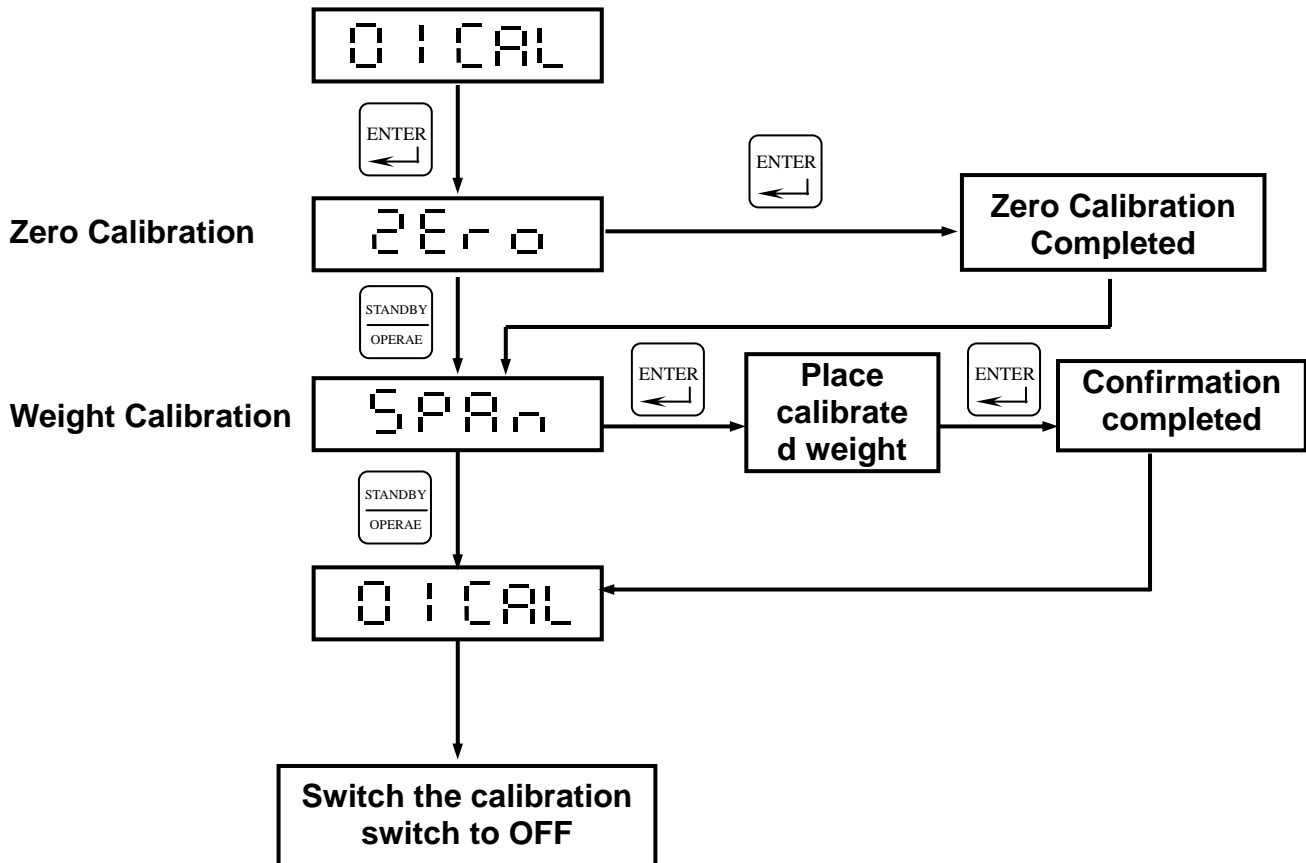 01CAL
ENTER
ENTER
Zero Calibration
Completed
Zero Calibration
ZEro
STANDBY
OPERAE
ENTER
Place
calibrate
d weight
ENTER
Confirmation
completed
Weight Calibration
SPAn
STANDBY
OPERAE
01CAL
Switch the calibration
switch to OFF